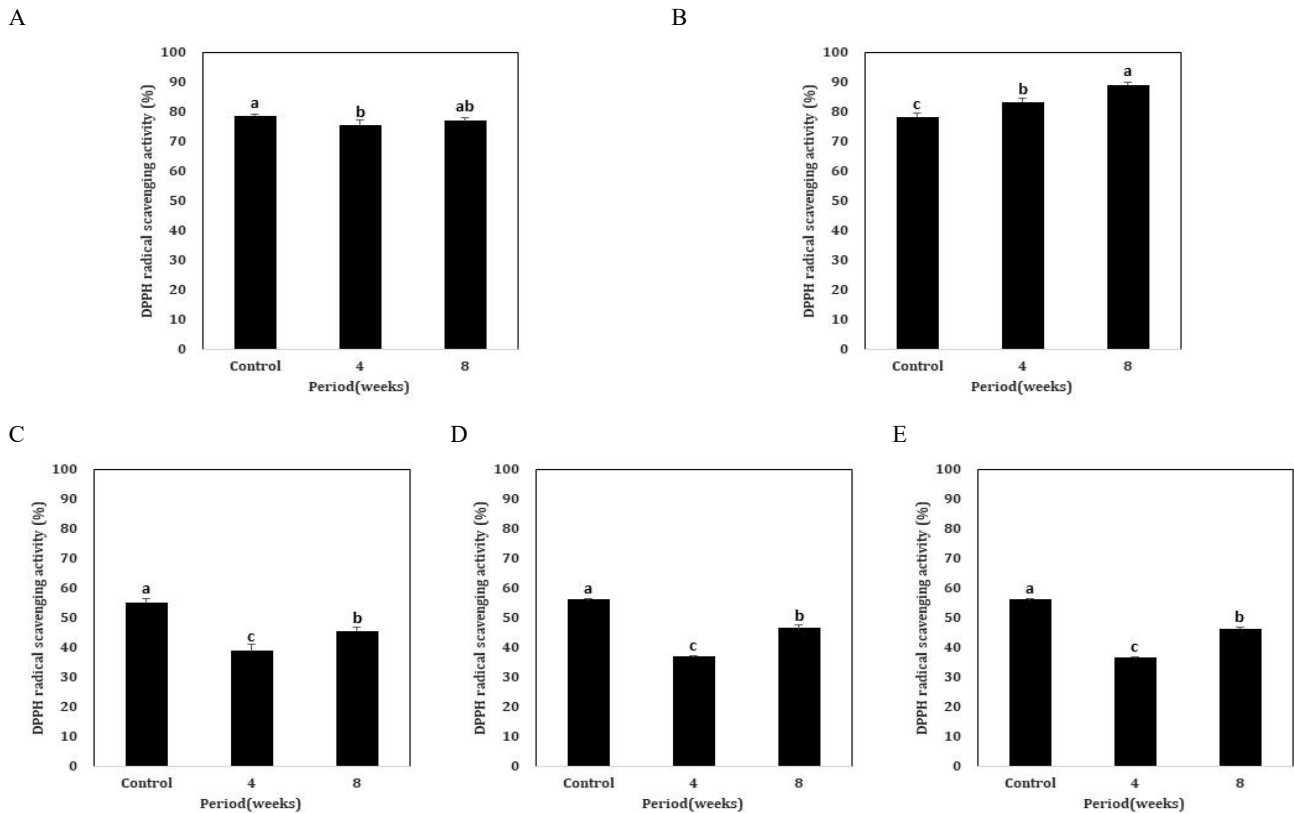 A
DPPH radical scavenging activity (%)
100
90
80
70
60
50
40
30
20
10
0
a
b
ab
Control
4
8
Period(weeks)
B
DPPH radical scavenging activity (%)
100
90
80
70
60
50
40
30
20
10
0
c
b
a
Control
4
8
Period(weeks)
C
DPPH radical scavenging activity (%)
100
90
80
70
60
50
40
30
20
10
0
a
c
b
Control
4
8
Period(weeks)
D
DPPH radical scavenging activity (%)
100
90
80
70
60
50
40
30
20
10
0
a
c
b
Control
4
8
Period(weeks)
E
DPPH radical scavenging activity (%)
100
90
80
70
60
50
40
30
20
10
0
a
c
b
Control
4
8
Period(weeks)